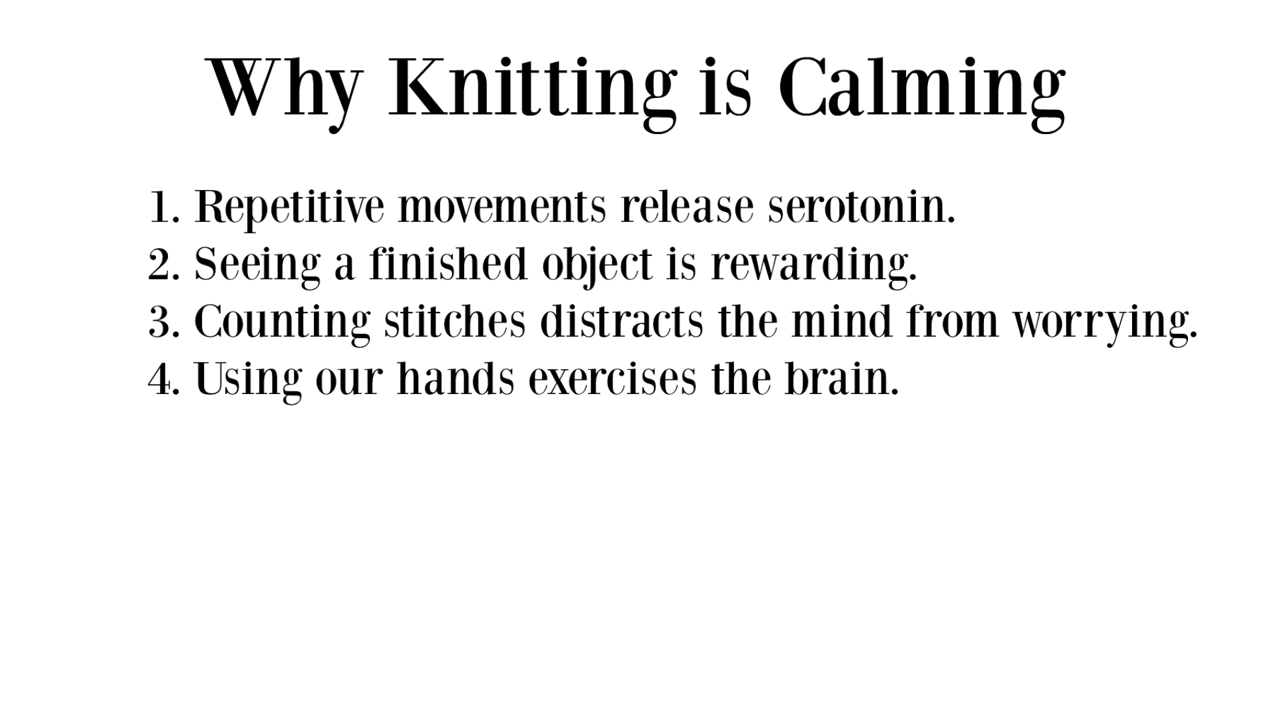 Why Knitting is Calming
1. Repetitive movements release serotonin.
2. Seeing a finished object is rewarding.
3. Counting stitches distracts the mind from worrying.
4. Using our hands exercises the brain.